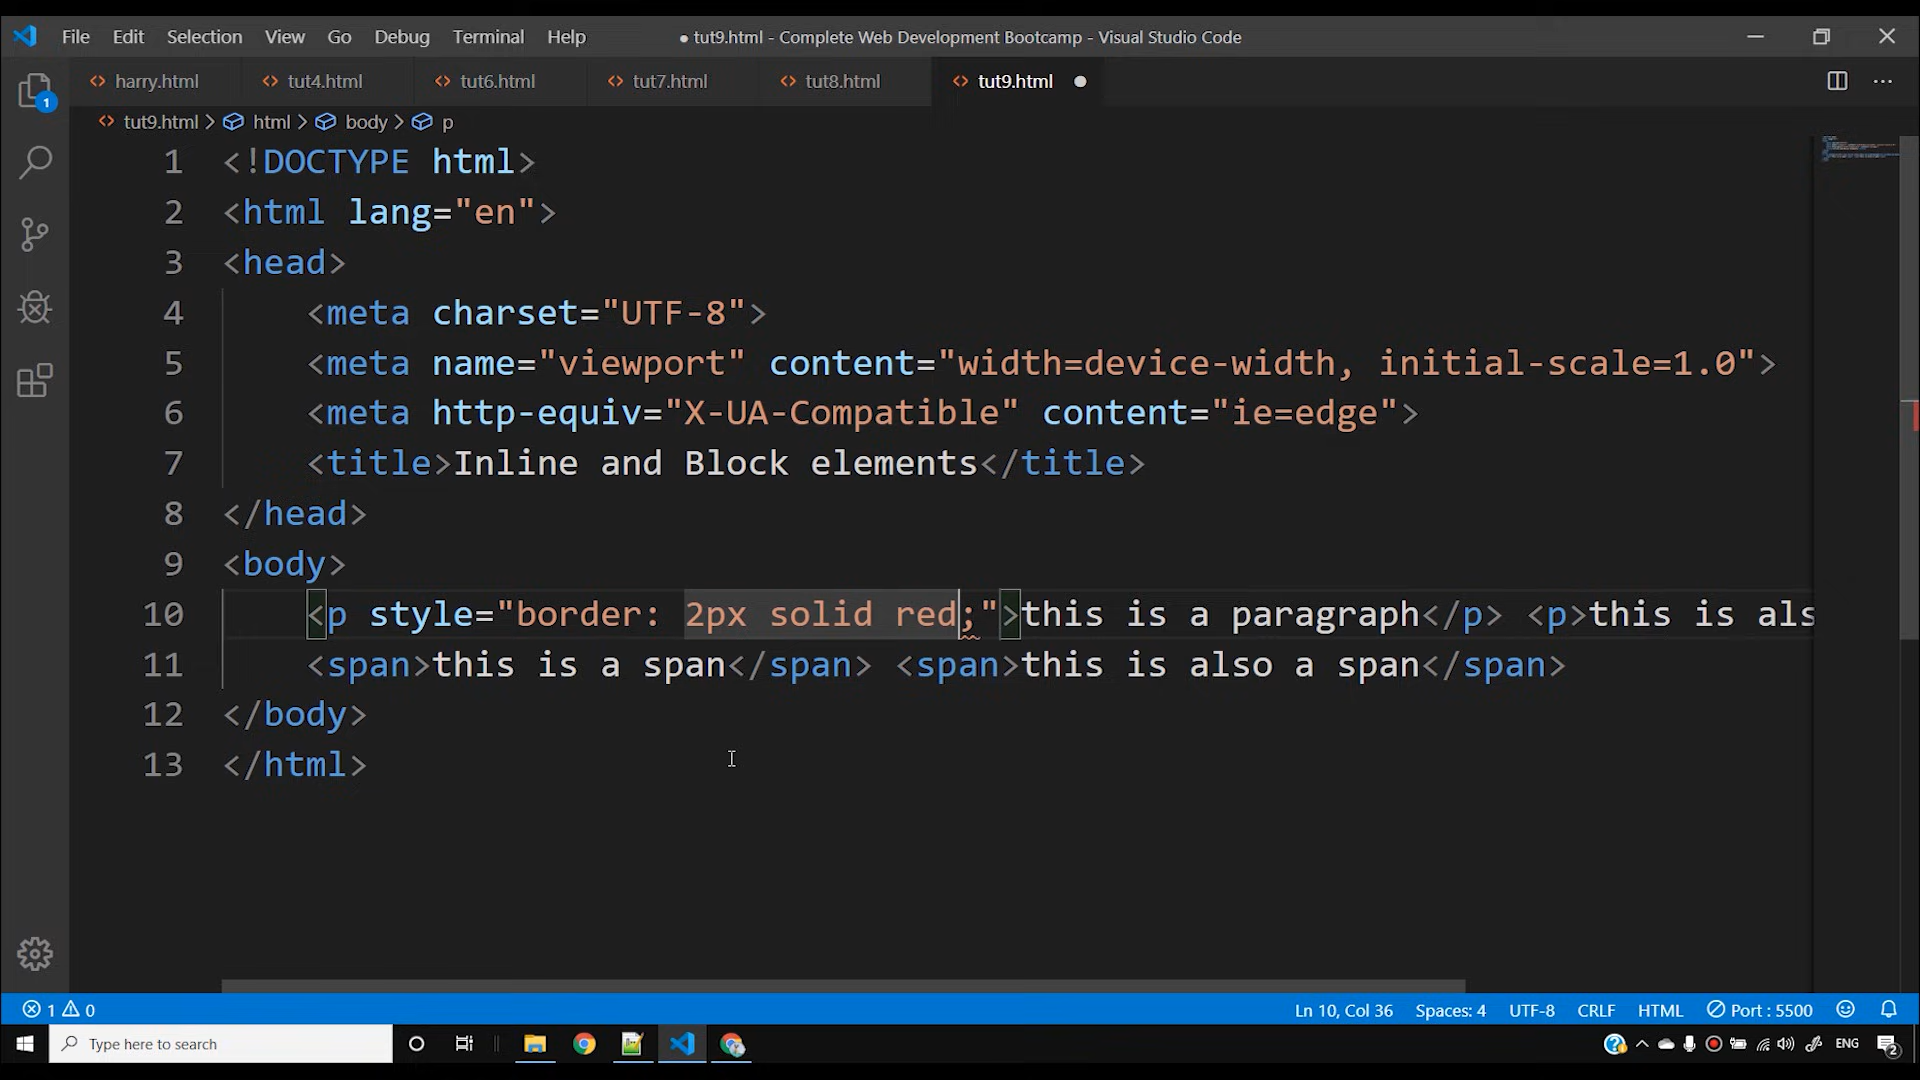 File Edit Selection View Go Debug Terminal Help ● tut9.html - Complete Web Development Bootcamp - Visual Studio Code
harry.html tut4.html tut6.html tut7.html tut8.html tut9.html ●
tut9.html > html > body > p
1 <!DOCTYPE html>
2 <html lang="en">
3 <head>
4 <meta charset="UTF-8">
5 <meta name="viewport" content="width=device-width, initial-scale=1.0">
6 <meta http-equiv="X-UA-Compatible" content="ie=edge">
7 <title>Inline and Block elements</title>
8 </head>
9 <body>
10 <p style="border: 2px solid red;">this is a paragraph</p> <p>this is als
11 <span>this is a span</span> <span>this is also a span</span>
12 </body>
13 </html>
1
1 0 Ln 10, Col 36 Spaces: 4 UTF-8 CRLF HTML Port : 5500
Type here to search ENG 2